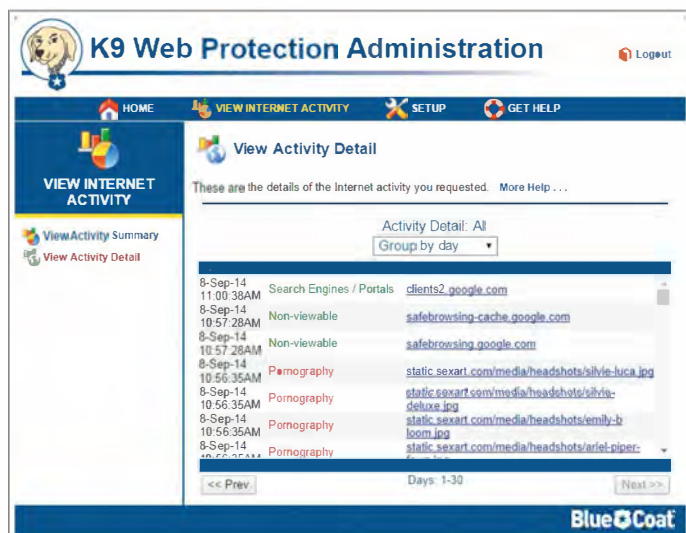 K9 Web Protection Administration
Logout
HOME
VIEW INTERNET ACTIVITY
SETUP
GET HELP
VIEW INTERNET
ACTIVITY
View Activity Summary
View Activity Detail
View Activity Detail
These are the details of the Internet activity you requested. More Help . . .
Activity Detail: All
Group by day
8-Sep-14
11:00:38AM Search Engines / Portals clients2.google.com
8-Sep-14
10:57:28AM Non-viewable safebrowsing-cache.google.com
8-Sep-14
10:57:28AM Non-viewable safebrowsing.google.com
8-Sep-14
10:56:35AM Pornography static.sexart.com/media/headshots/silvie-luca.jpg
8-Sep-14
10:56:35AM Pornography static.sexart.com/media/headshots/silvie-
deluxe.jpg
8-Sep-14
10:56:35AM Pornography static.sexart.com/media/headshots/emily-b
loom.jpg
8-Sep-14
Pornography static.sexart.com/media/headshots/ariel-piper-
<< Prev
Days: 1-30
Next >>
Blue Coat